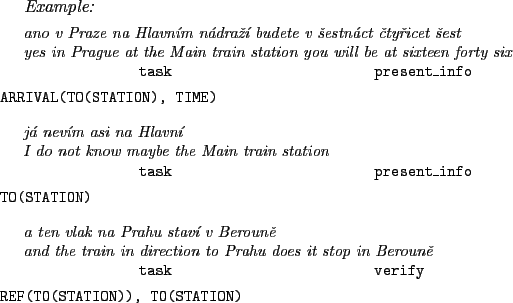 Example:
ano v Praze na Hlavním nádraží budete v šestnáct čtyřicet šest
yes in Prague at the Main train station you will be at sixteen forty six
task present_info
ARRIVAL(TO(STATION), TIME)
já nevím asi na Hlavní
I do not know maybe the Main train station
task present_info
TO(STATION)
a ten vlak na Prahu staví v Berouně
and the train in direction to Prahu does it stop in Berouně
task verify
REF(TO(STATION)), TO(STATION)